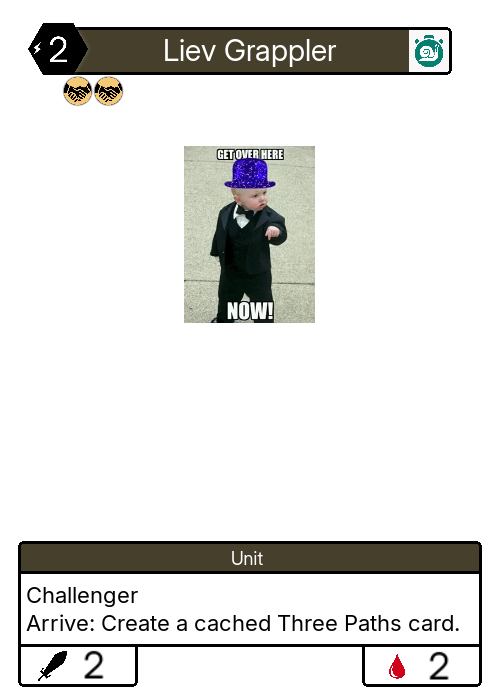 2
Liev Grappler
GET OVER HERE
NOW!
Unit
Challenger
Arrive: Create a cached Three Paths card.
2
2